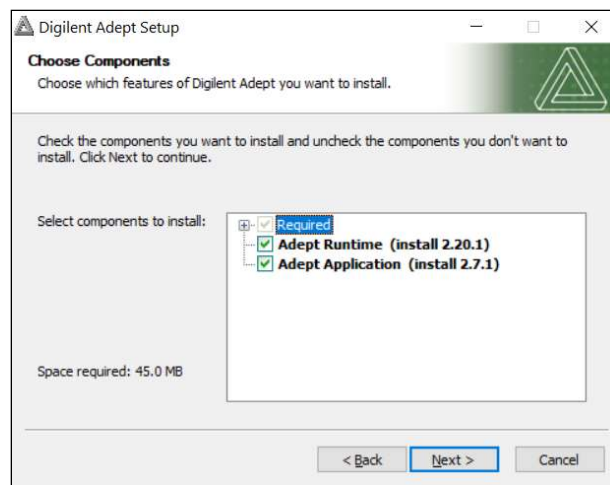 Digilent Adept Setup
Choose Components
Choose which features of Digilent Adept you want to install.
Check the components you want to install and uncheck the components you don't want to
install. Click Next to continue.
Select components to install:
Required
Adept Runtime (install 2.20.1)
Adept Application (install 2.7.1)
Space required: 45.0 MB
< Back
Next >
Cancel